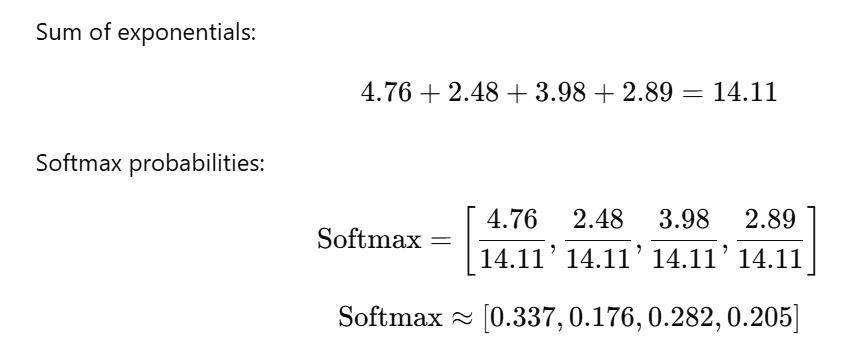 Sum of exponentials:
4.76 + 2.48 + 3.98 + 2.89 = 14.11
Softmax probabilities:
Softmax = [4.76/14.11, 2.48/14.11, 3.98/14.11, 2.89/14.11]
Softmax ≈ [0.337, 0.176, 0.282, 0.205]